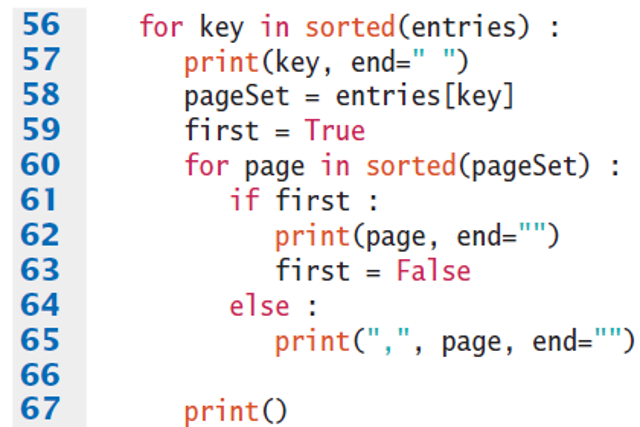 56 for key in sorted(entries) :
57 print(key, end=" ")
58 pageSet = entries[key]
59 first = True
60 for page in sorted(pageSet) :
61 if first :
62 print(page, end="")
63 first = False
64 else :
65 print(",", page, end="")
66
67 print()